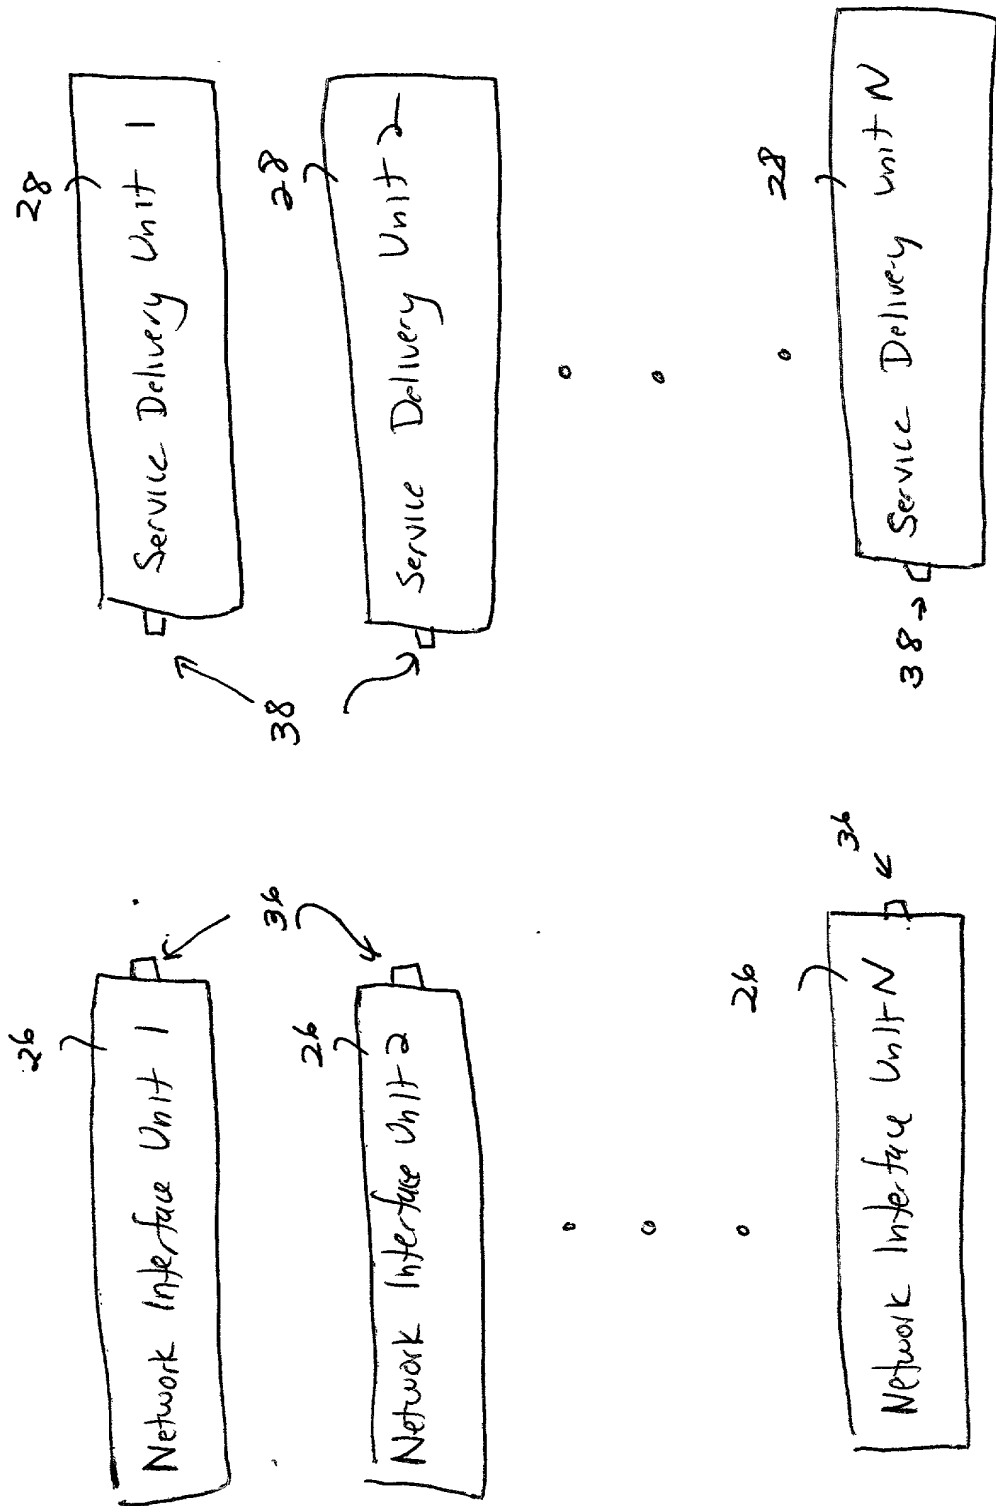 26
Network Interface Unit 1
36
38
28
Service Delivery Unit 1
26
Network Interface Unit 2
28
Service Delivery Unit 2
26
Network Interface Unit N
36
38
28
Service Delivery Unit N